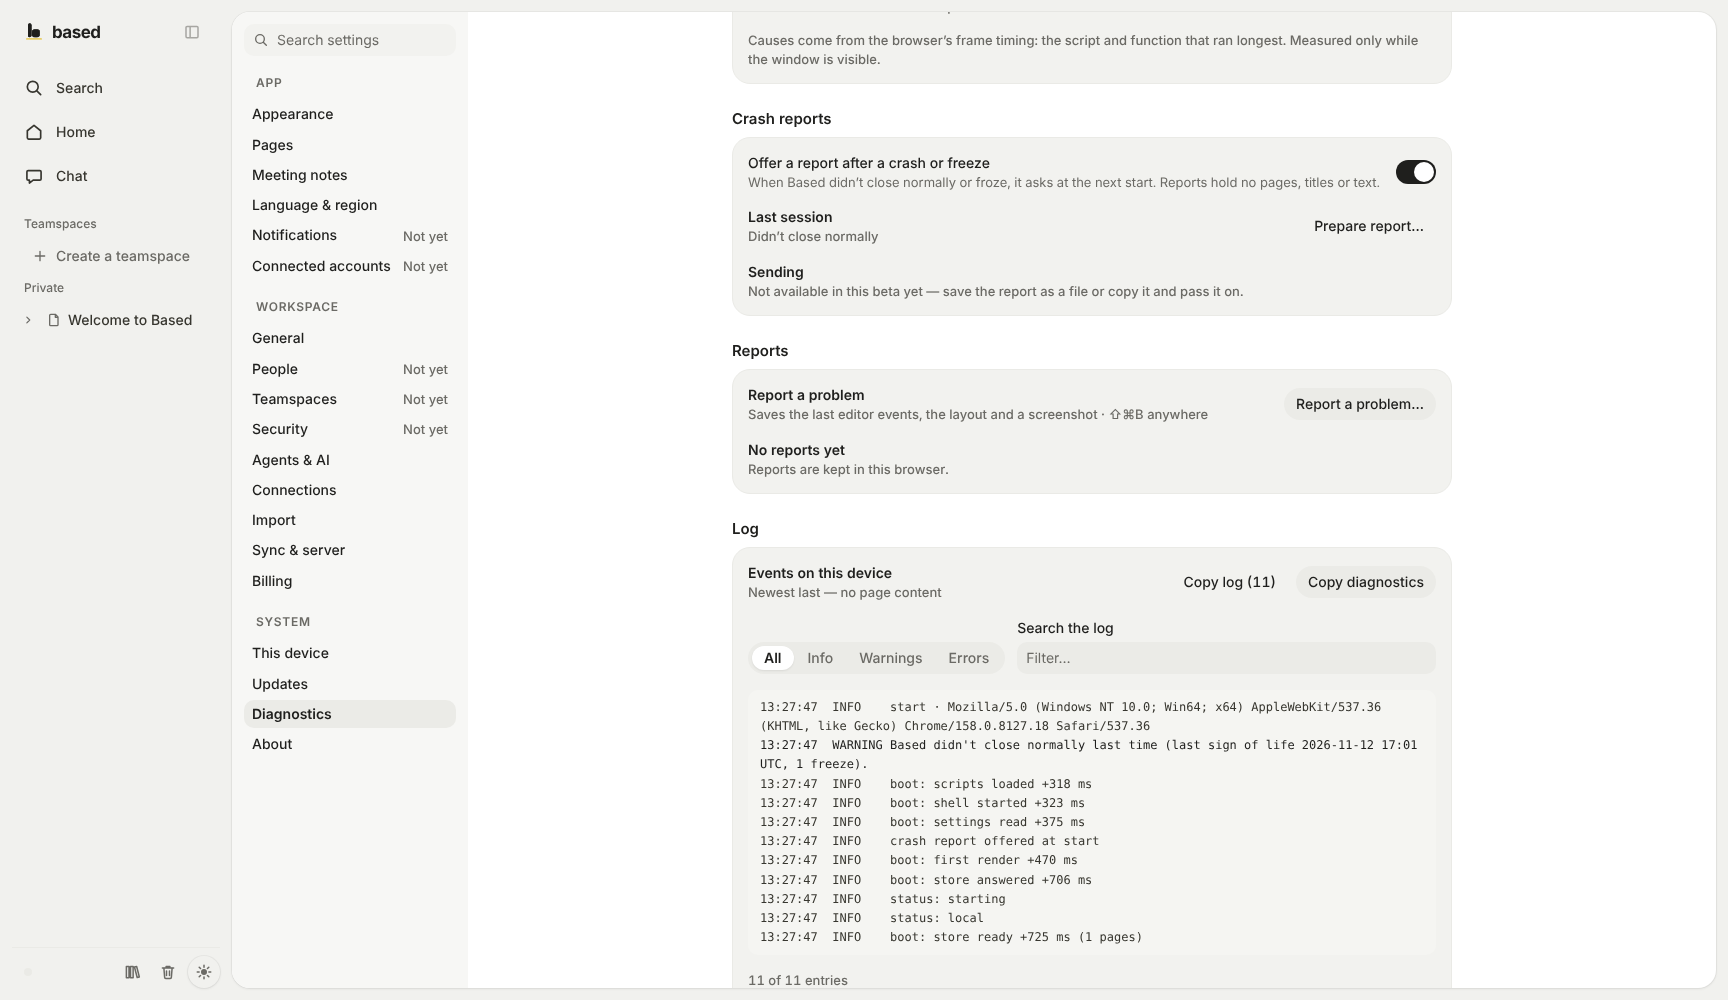 based
Search
Home
Chat
Teamspaces
Create a teamspace
Private
Welcome to Based
Search settings
APP
Appearance
Pages
Meeting notes
Language & region
Notifications Not yet
Connected accounts Not yet
WORKSPACE
General
People Not yet
Teamspaces Not yet
Security Not yet
Agents & AI
Connections
Import
Sync & server
Billing
SYSTEM
This device
Updates
Diagnostics
About
Causes come from the browser’s frame timing: the script and function that ran longest. Measured only while
the window is visible.
Crash reports
Offer a report after a crash or freeze
When Based didn’t close normally or froze, it asks at the next start. Reports hold no pages, titles or text.
Last session
Didn’t close normally
Prepare report...
Sending
Not available in this beta yet — save the report as a file or copy it and pass it on.
Reports
Report a problem
Saves the last editor events, the layout and a screenshot · ⇧⌘B anywhere
Report a problem...
No reports yet
Reports are kept in this browser.
Log
Events on this device
Newest last — no page content
Copy log (11)
Copy diagnostics
Search the log
All Info Warnings Errors
Filter...
13:27:47 INFO start · Mozilla/5.0 (Windows NT 10.0; Win64; x64) AppleWebKit/537.36
(KHTML, like Gecko) Chrome/158.0.8127.18 Safari/537.36
13:27:47 WARNING Based didn't close normally last time (last sign of life 2026-11-12 17:01
UTC, 1 freeze).
13:27:47 INFO boot: scripts loaded +318 ms
13:27:47 INFO boot: shell started +323 ms
13:27:47 INFO boot: settings read +375 ms
13:27:47 INFO crash report offered at start
13:27:47 INFO boot: first render +470 ms
13:27:47 INFO boot: store answered +706 ms
13:27:47 INFO status: starting
13:27:47 INFO status: local
13:27:47 INFO boot: store ready +725 ms (1 pages)
11 of 11 entries